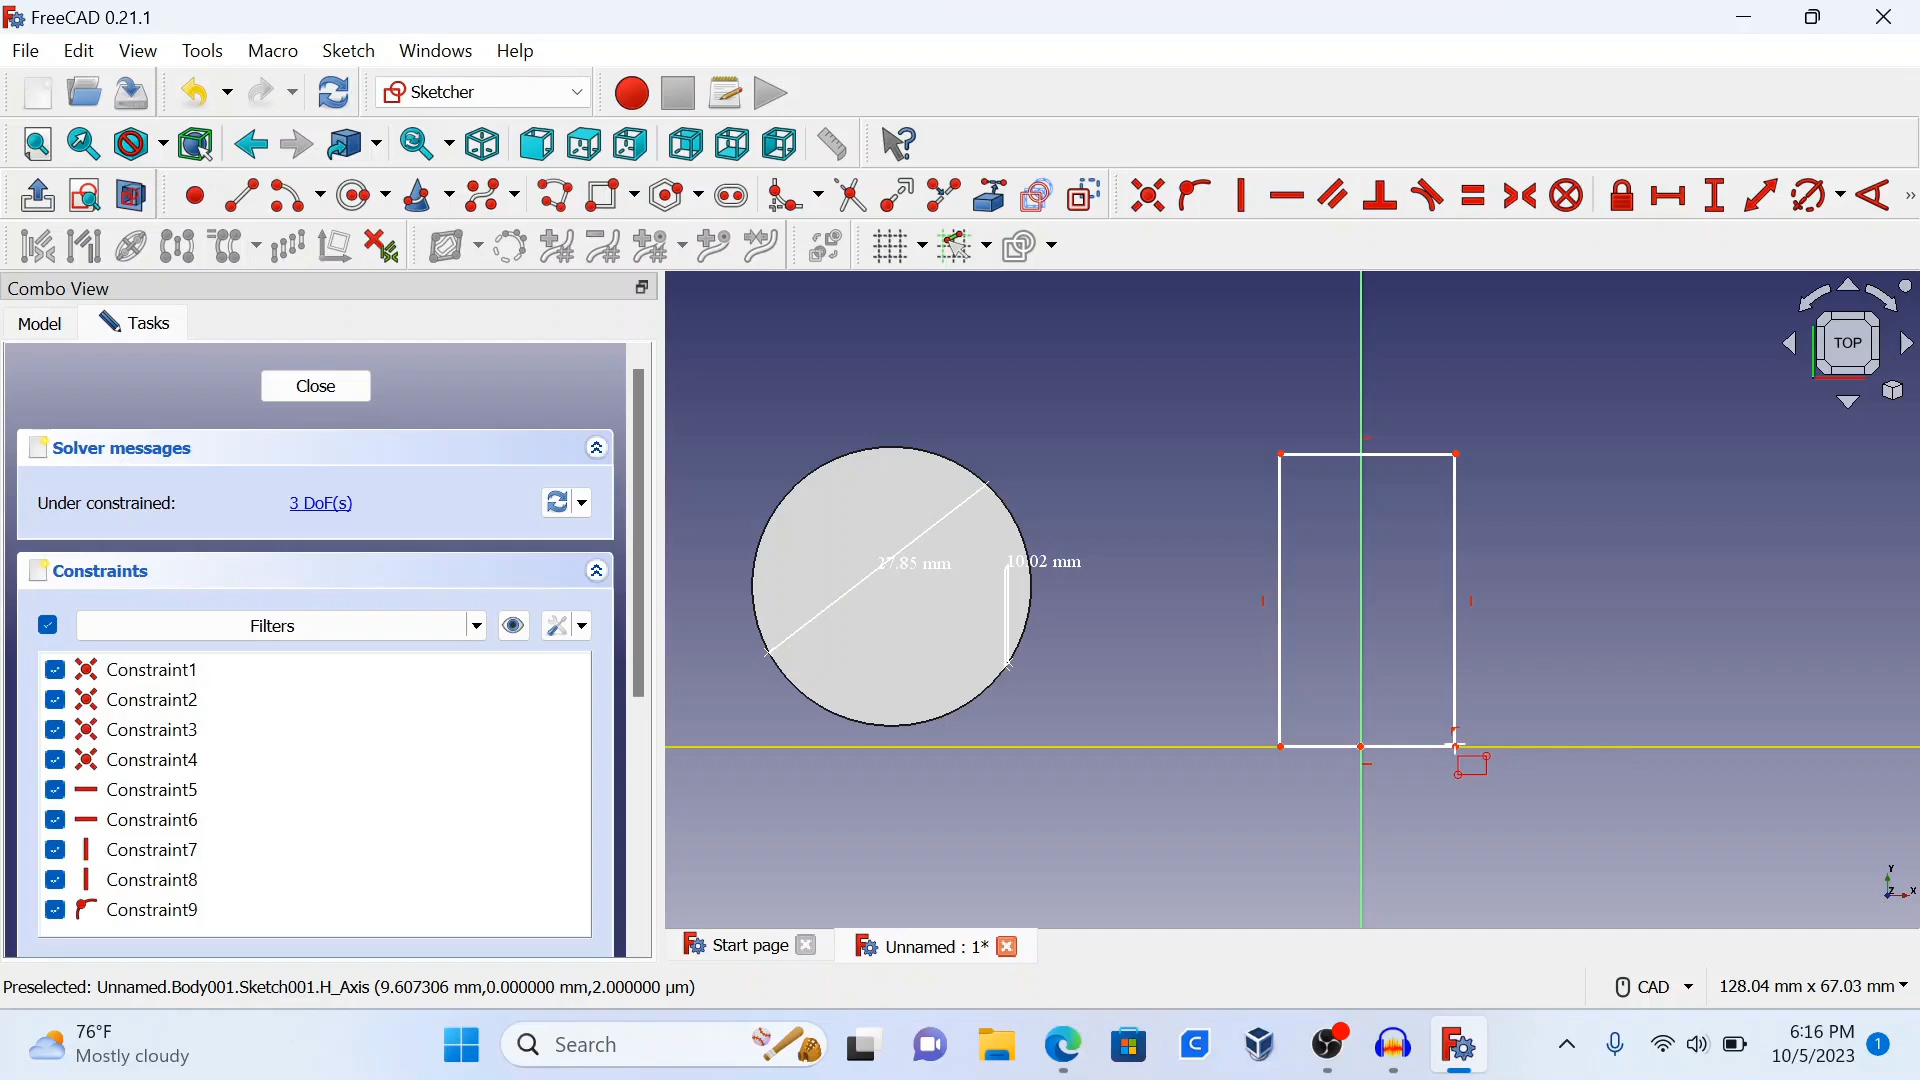 FreeCAD 0.21.1
File Edit View Tools Macro Sketch Windows Help
Sketcher
Combo View
Model Tasks
Close
Solver messages
Under constrained: 3 DoF(s)
Constraints
Filters
Constraint1
Constraint2
Constraint3
Constraint4
Constraint5
Constraint6
Constraint7
Constraint8
Constraint9
27.85 mm
10.02 mm
TOP
Y
Z X
Start page Unnamed : 1*
Preselected: Unnamed.Body001.Sketch001.H_Axis (9.607306 mm,0.000000 mm,2.000000 µm)
CAD 128.04 mm x 67.03 mm
76°F
Mostly cloudy
Search
6:16 PM
10/5/2023
1